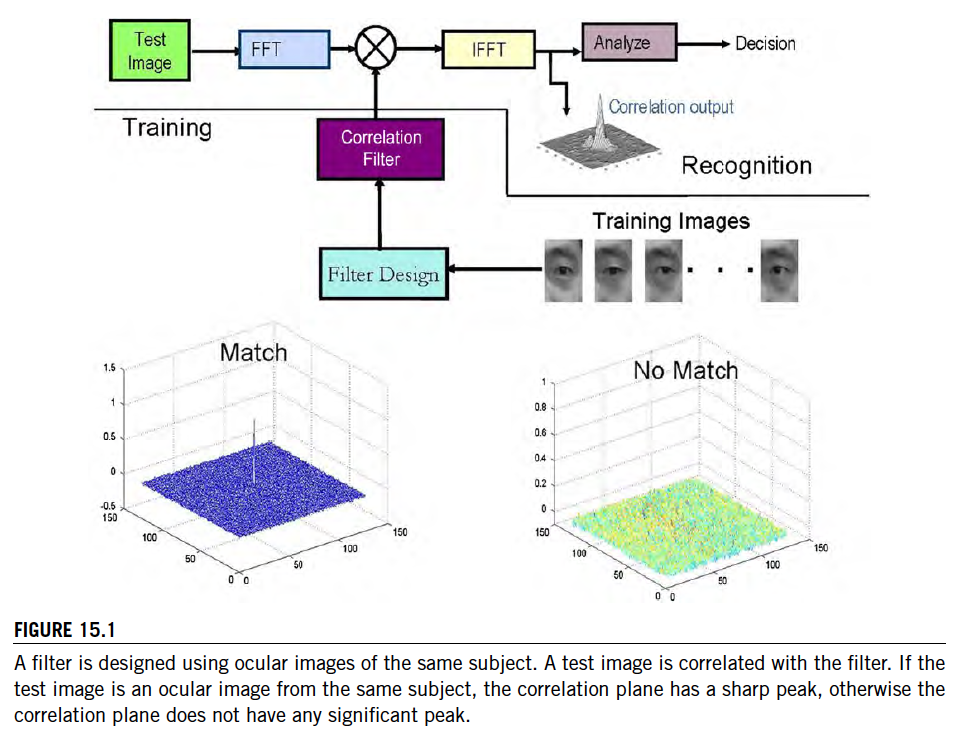 Test
Image
FFT
IFFT
Analyze
Decision
Training
Correlation
Filter
Correlation output
Recognition
Training Images
Filter Design
Match
1.5
1
0.5
0
-0.5
150
100
50
0
0
50
100
150
No Match
1
0.8
0.6
0.4
0.2
0
150
100
50
0
0
50
100
150
FIGURE 15.1
A filter is designed using ocular images of the same subject. A test image is correlated with the filter. If the
test image is an ocular image from the same subject, the correlation plane has a sharp peak, otherwise the
correlation plane does not have any significant peak.